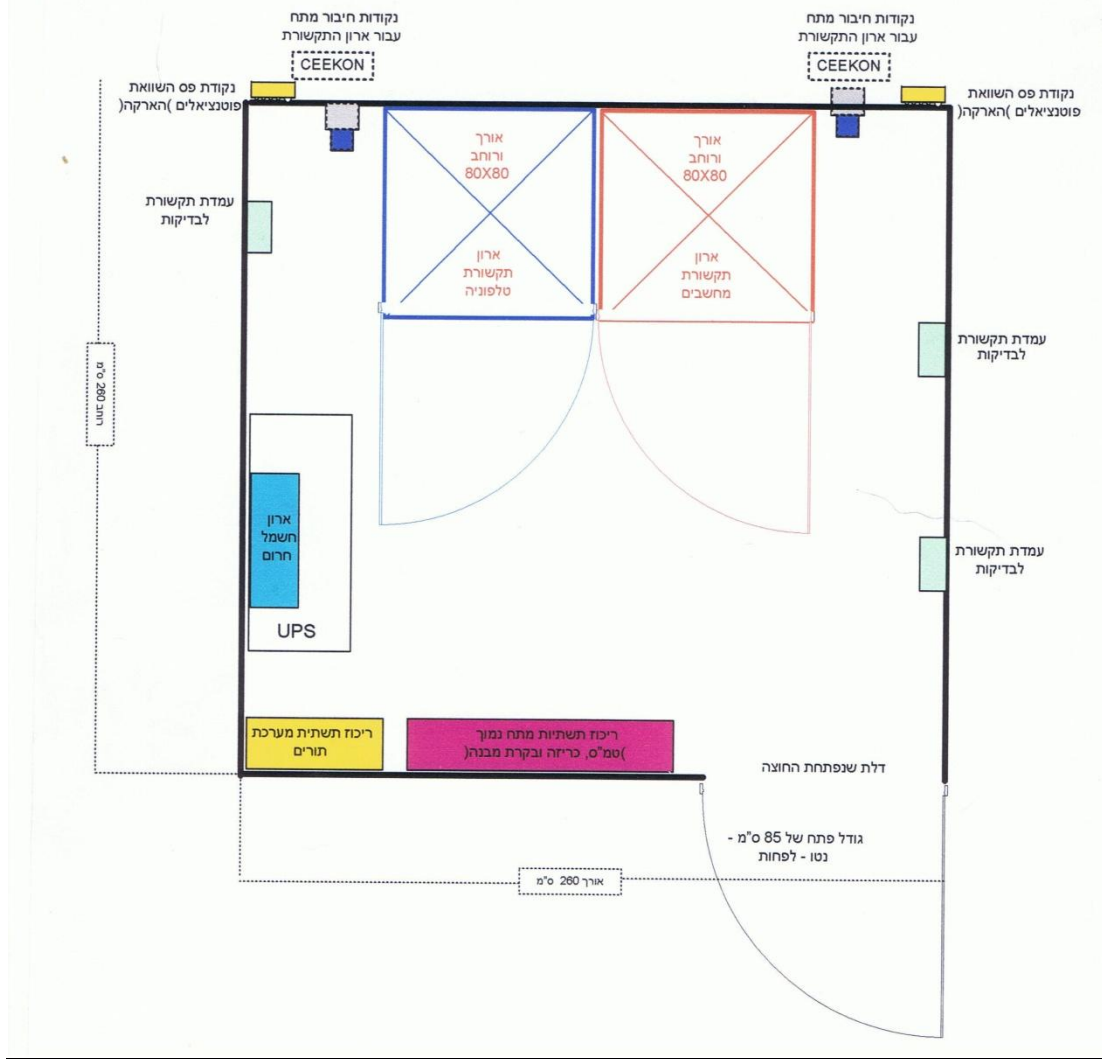 נקודות חיבור מתח
עבור ארון התקשורת
CEEKON
נקודות חיבור מתח
עבור ארון התקשורת
CEEKON
נקודת פס השוואת
פוטנציאלים )הארקה(
נקודת פס השוואת
פוטנציאלים )הארקה(
אורך
ורוחב
80X80
ארון
תקשורת
מחשבים
אורך
ורוחב
80X80
ארון
תקשורת
טלפוניה
עמדת תקשורת
לבדיקות
עמדת תקשורת
לבדיקות
עמדת תקשורת
לבדיקות
רוחב 260 ס"מ
ארון
חשמל
חרום
UPS
ריכוז תשתיות מתח נמוך
)טמ"ס, כריזה ובקרת מבנה(
ריכוז תשתית מערכת
תורים
דלת שנפתחת החוצה
גודל פתח של 85 ס"מ -
נטו - לפחות
אורך 260 ס"מ